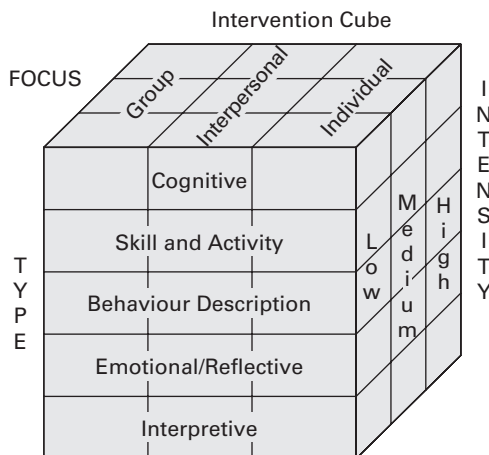 Intervention Cube
FOCUS
Group
Interpersonal
Individual
INTENSITY
TYPE
Cognitive
Skill and Activity
Behaviour Description
Emotional/Reflective
Interpretive
Low
Medium
High